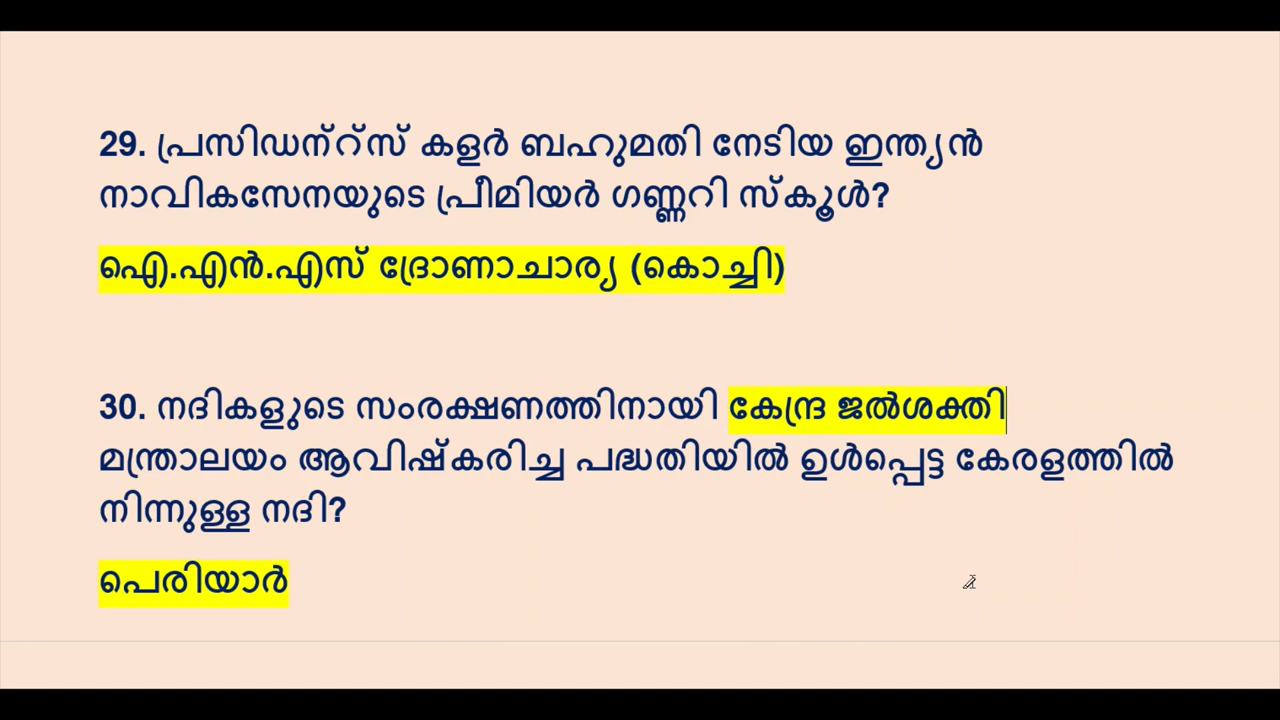 29. പ്രസിഡന്റ്സ് കളർ ബഹുമതി നേടിയ ഇന്ത്യൻ
നാവികസേനയുടെ പ്രീമിയർ ഗണ്ണറി സ്കൂൾ?
ഐ.എൻ.എസ് ദ്രോണാചാര്യ (കൊച്ചി)
30. നദികളുടെ സംരക്ഷണത്തിനായി കേന്ദ്ര ജൽശക്തി
മന്ത്രാലയം ആവിഷ്കരിച്ച പദ്ധതിയിൽ ഉൾപ്പെട്ട കേരളത്തിൽ
നിന്നുള്ള നദി?
പെരിയാർ